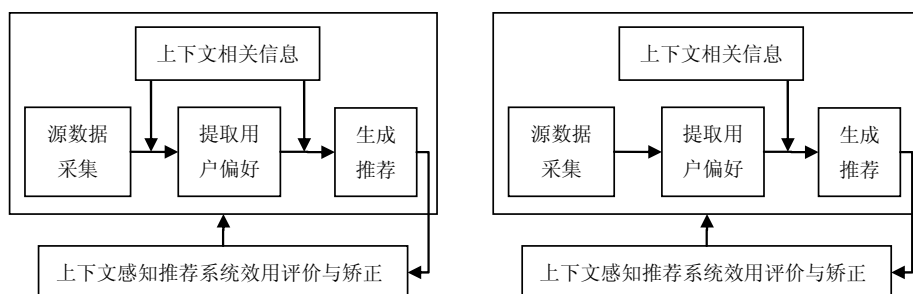 上下文相关信息
源数据
采集
提取用
户偏好
生成
推荐
上下文感知推荐系统效用评价与矫正
上下文相关信息
源数据
采集
提取用
户偏好
生成
推荐
上下文感知推荐系统效用评价与矫正